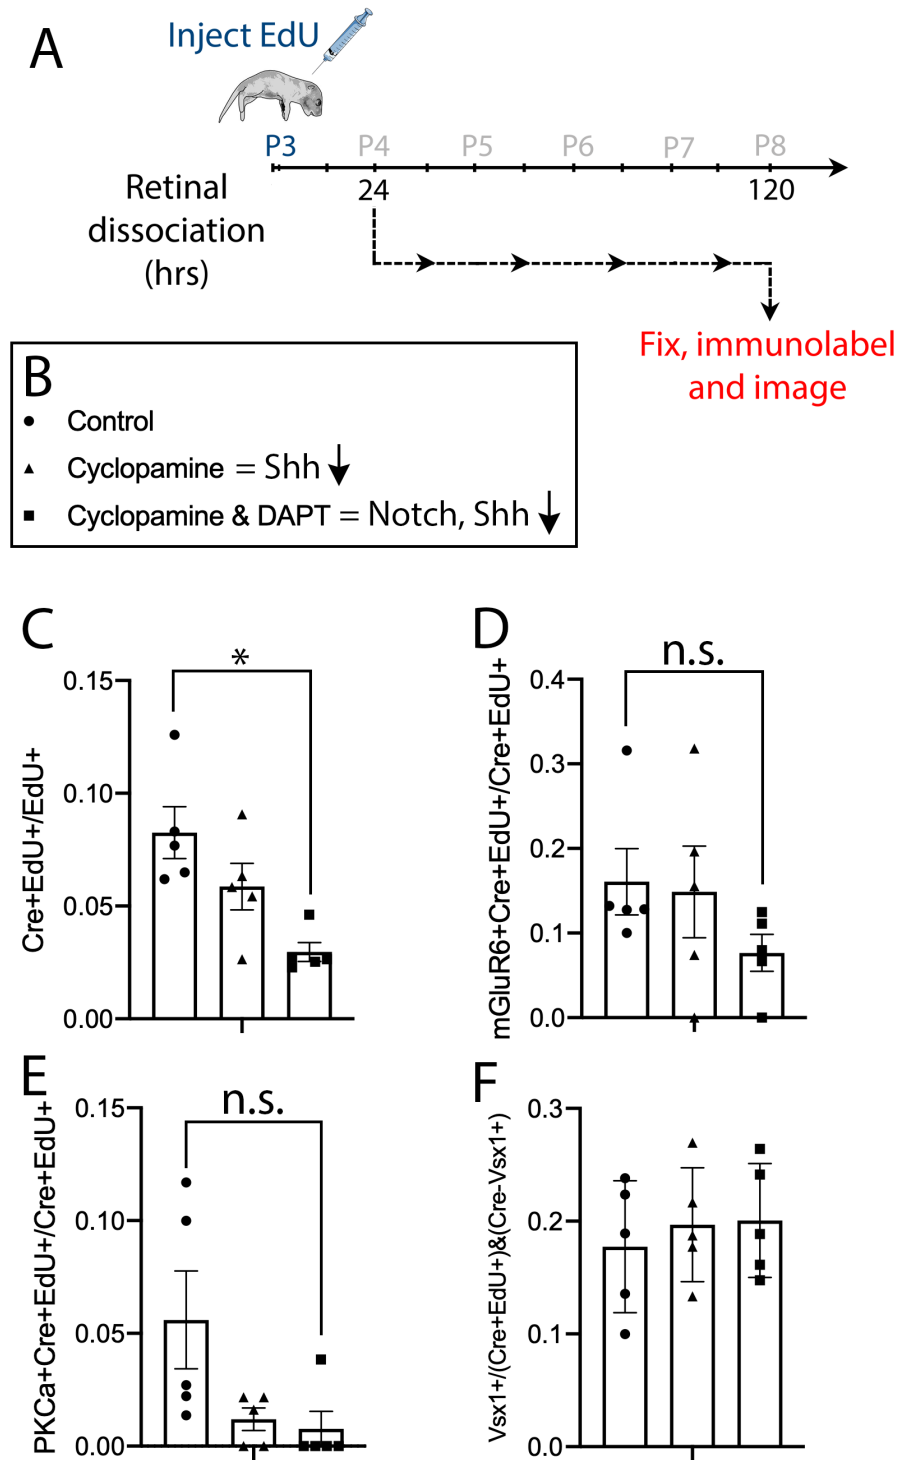 A
Inject EdU
P3 P4 P5 P6 P7 P8
24 120
Retinal
dissociation
(hrs)
Fix, immunolabel
and image
B
Control
Cyclopamine = Shh
Cyclopamine & DAPT = Notch, Shh
C
*
Cre+EdU+/EdU+
0.15
0.10
0.05
0.00
D
n.s.
mGluR6+Cre+EdU+/Cre+EdU+
0.4
0.3
0.2
0.1
0.0
E
n.s.
PKCa+Cre+EdU+/Cre+EdU+
0.15
0.10
0.05
0.00
F
Vsx1+/(Cre+EdU+)&(Cre-Vsx1+)
0.3
0.2
0.1
0.0